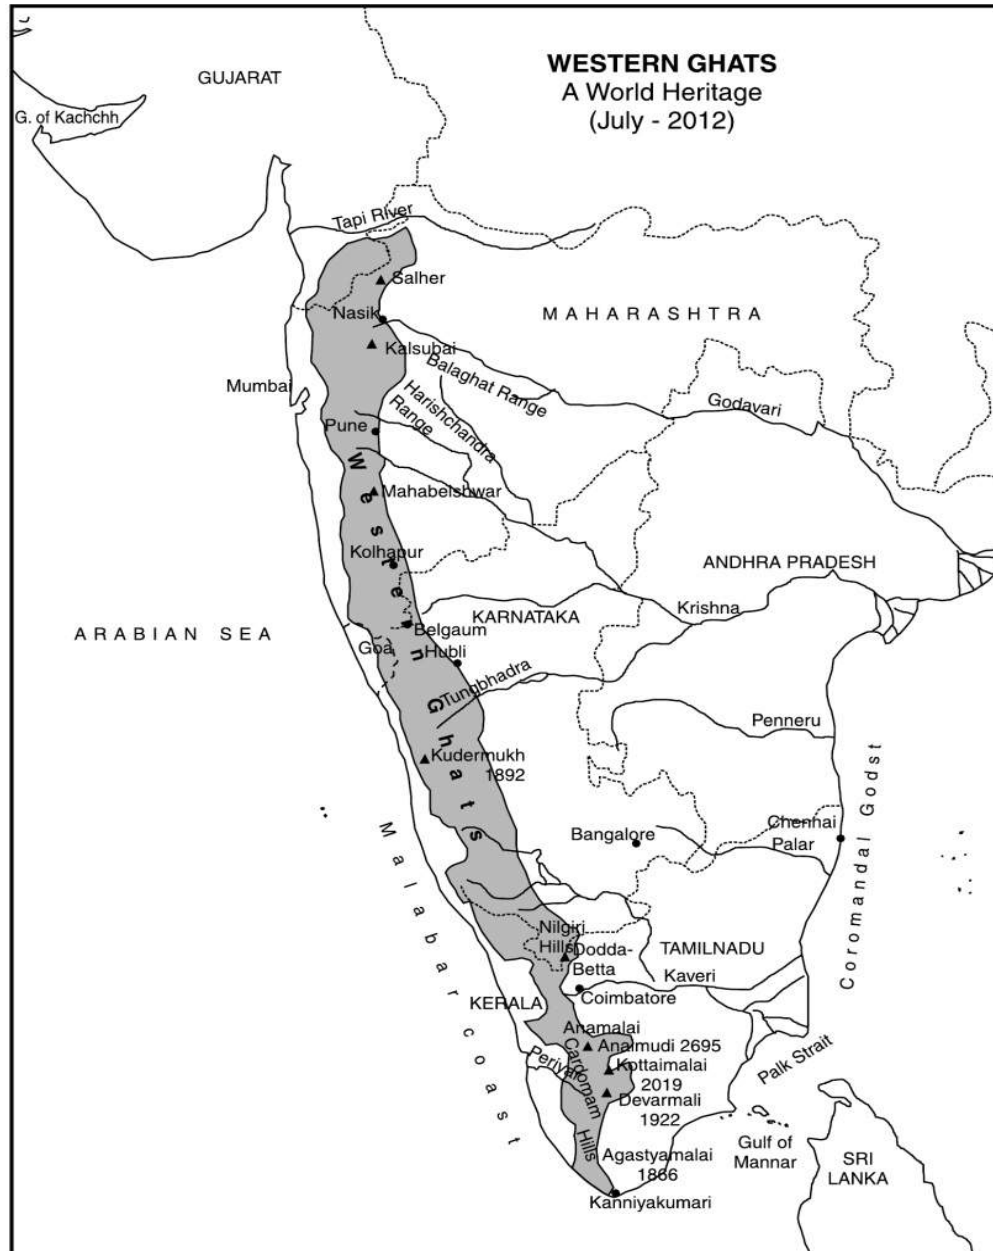 WESTERN GHATS
A World Heritage
(July - 2012)
GUJARAT
G. of Kachchh
Tapi River
Salher
Nasik
MAHARASHTRA
Kalsubai
Balaghat Range
Mumbai
Harishchandra
Range
Godavari
Pune
Western Ghats
Mahabelshwar
Kolhapur
ANDHRA PRADESH
Krishna
KARNATAKA
ARABIAN SEA
Belgaum
Goa
Hubli
Tungbhadra
Penneru
Kudermukh
1892
Coromandal Godst
Malabar coast
Bangalore
Chennai
Palar
Nilgiri
Hills
Dodda-
Betta
TAMILNADU
Kaveri
KERALA
Coimbatore
Anamalai
Anaimudi 2695
Periyar
Cardomam
Hills
Kottaimalai
2019
Devarmali
1922
Palk Strait
Gulf of
Mannar
Agastyamalai
1866
SRI
LANKA
Kanniyakumari